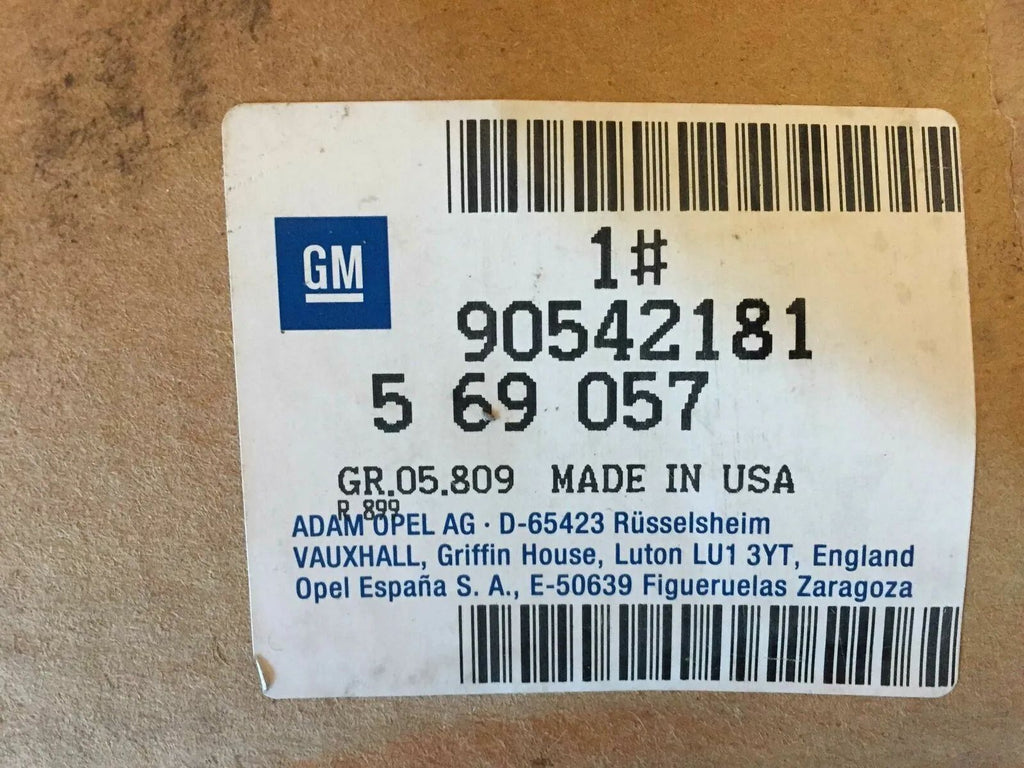 GM
1#
90542181
5 69 057
GR.05.809 MADE IN USA
R 899
ADAM OPEL AG · D-65423 Rüsselsheim
VAUXHALL, Griffin House, Luton LU1 3YT, England
Opel España S. A., E-50639 Figueruelas Zaragoza